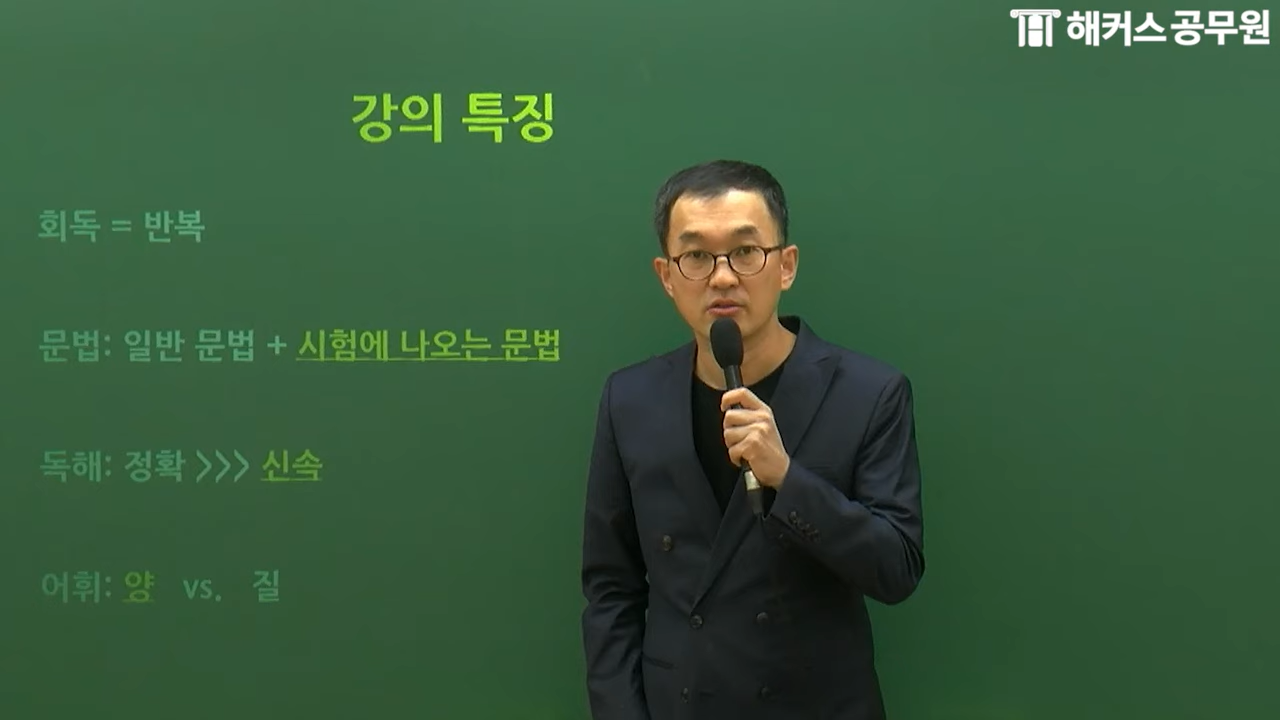 해커스공무원
강의 특징
회독 = 반복
문법: 일반 문법 + 시험에 나오는 문법
독해: 정확 >>> 신속
어휘: 양 vs. 질